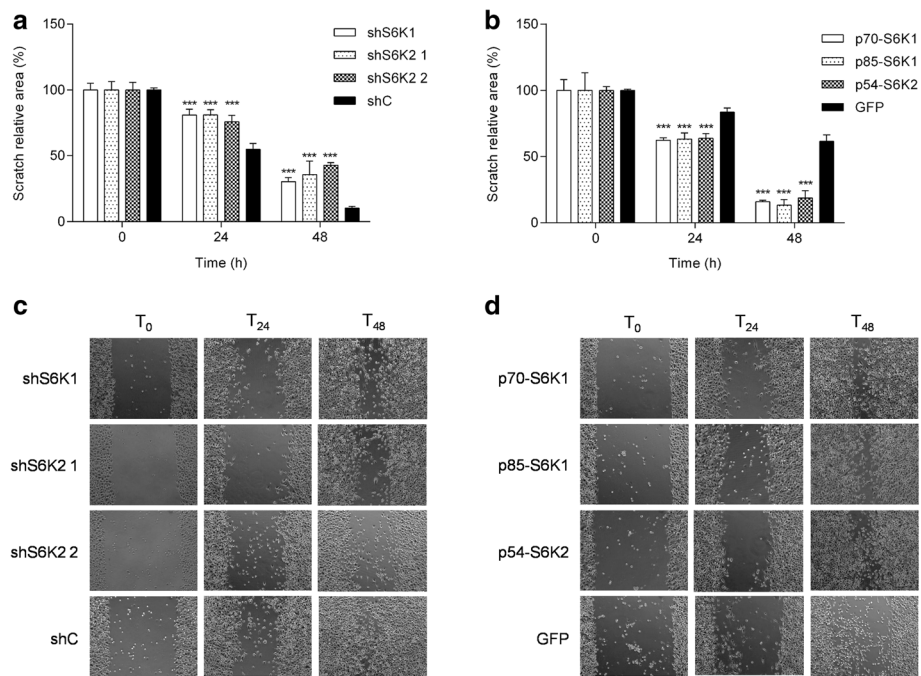 a
150
100
50
0
Scratch relative area (%)
*** *** ***
*** *** ***
0 24 48
Time (h)
shS6K1
shS6K2 1
shS6K2 2
shC
b
150
100
50
0
Scratch relative area (%)
*** *** ***
*** *** ***
0 24 48
Time (h)
p70-S6K1
p85-S6K1
p54-S6K2
GFP
c
T0 T24 T48
shS6K1
shS6K2 1
shS6K2 2
shC
d
T0 T24 T48
p70-S6K1
p85-S6K1
p54-S6K2
GFP